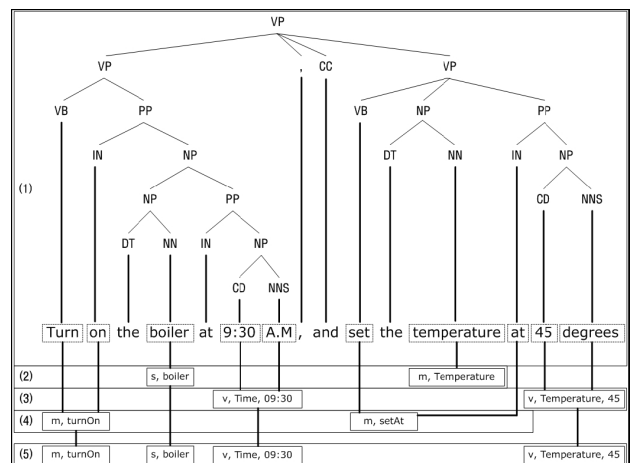 VP
VP , CC VP
VB PP VB NP PP
IN NP DT NN IN NP
(1) NP PP CD NNS
DT NN IN NP
CD NNS
Turn on the boiler at 9:30 A.M, and set the temperature at 45 degrees
(2) s, boiler m, Temperature
(3) v, Time, 09:30 v, Temperature, 45
(4) m, turnOn m, setAt
(5) m, turnOn s, boiler v, Time, 09:30 v, Temperature, 45